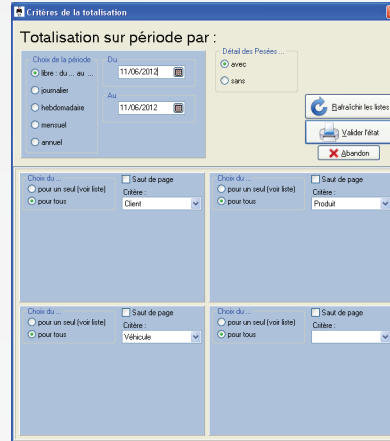 Critères de la totalisation
Totalisation sur période par :
Choix de la période
libre : du ... au ...
journalier
hebdomadaire
mensuel
annuel
Du
11/06/2012
Au
11/06/2012
Détail des Pesées ...
avec
sans
Rafraîchir les listes
Valider l'état
Abandon
Choix du ...
pour un seul (voir liste)
pour tous
Saut de page
Critère :
Client
Choix du ...
pour un seul (voir liste)
pour tous
Saut de page
Critère :
Produit
Choix du ...
pour un seul (voir liste)
pour tous
Saut de page
Critère :
Véhicule
Choix du ...
pour un seul (voir liste)
pour tous
Saut de page
Critère :